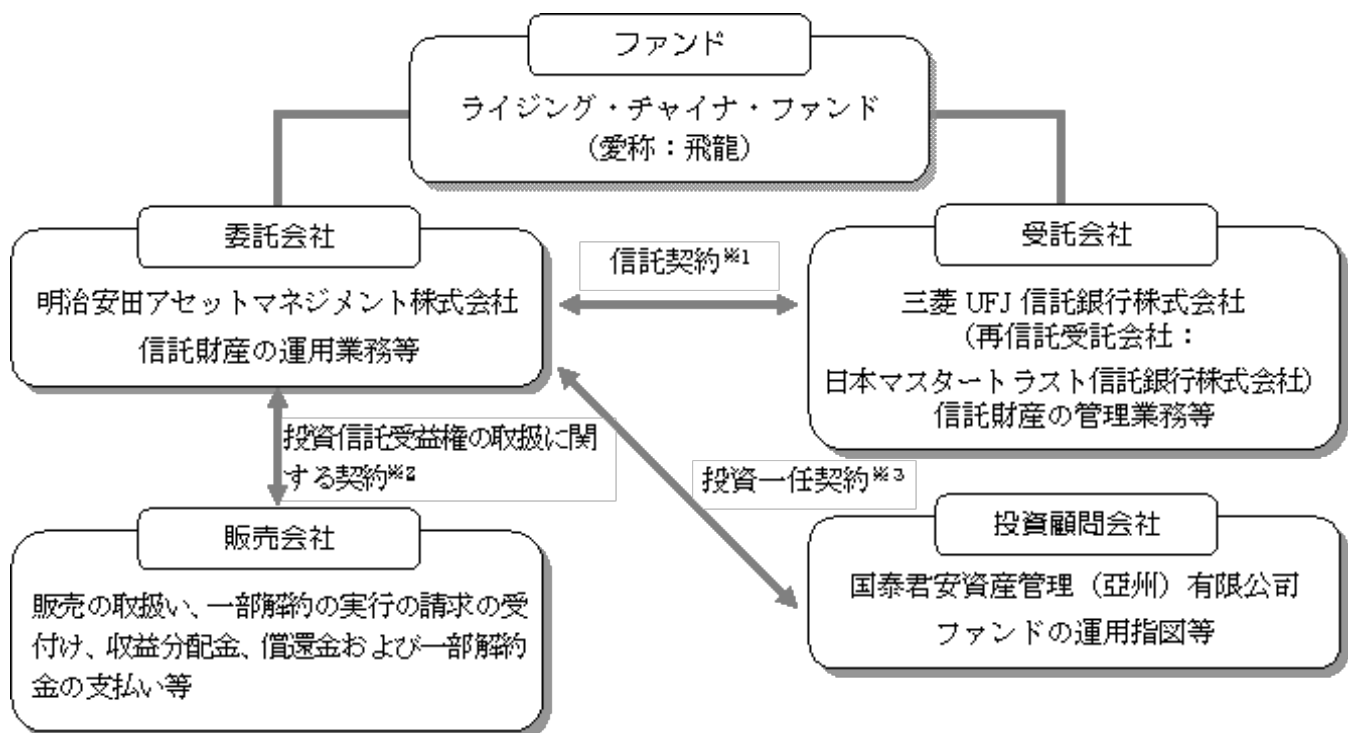 ファンド
ライジング・チャイナ・ファンド
(愛称：飛龍)
委託会社
明治安田アセットマネジメント株式会社
信託財産の運用業務等
信託契約※1
受託会社
三菱 UFJ 信託銀行株式会社
(再信託受託会社：
日本マスタートラスト信託銀行株式会社)
信託財産の管理業務等
投資信託受益権の取扱に関
する契約※2
投資一任契約※3
販売会社
販売の取扱い、一部解約の実行の請求の受
付け、収益分配金、償還金および一部解約
金の支払い等
投資顧問会社
国泰君安資産管理（亞州）有限公司
ファンドの運用指図等